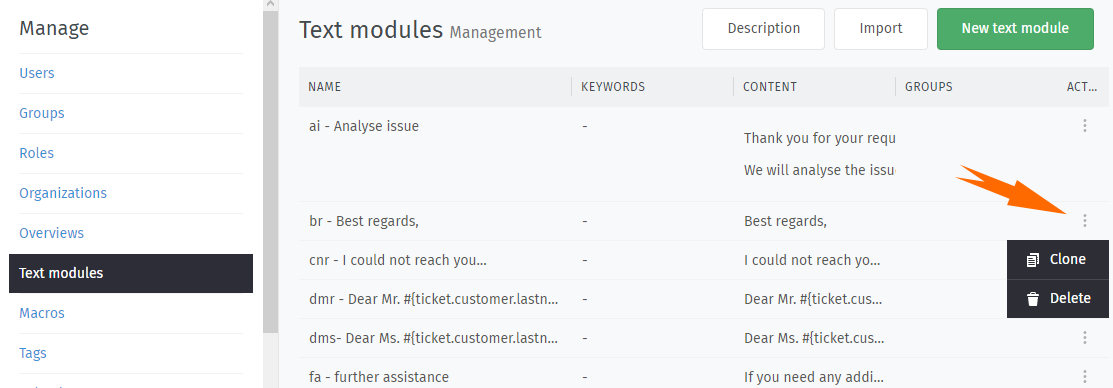 Manage
Users
Groups
Roles
Organizations
Overviews
Text modules
Macros
Tags
Text modules Management
Description
Import
New text module
NAME KEYWORDS CONTENT GROUPS ACT...
ai - Analyse issue - Thank you for your requ
We will analyse the issu
br - Best regards, - Best regards,
cnr - I could not reach you... - I could not reach yo...
Clone
dmr - Dear Mr. #{ticket.customer.lastn... - Dear Mr. #{ticket.cus...
Delete
dms- Dear Ms. #{ticket.customer.lastn... - Dear Ms. #{ticket.cus...
fa - further assistance - If you need any addi...